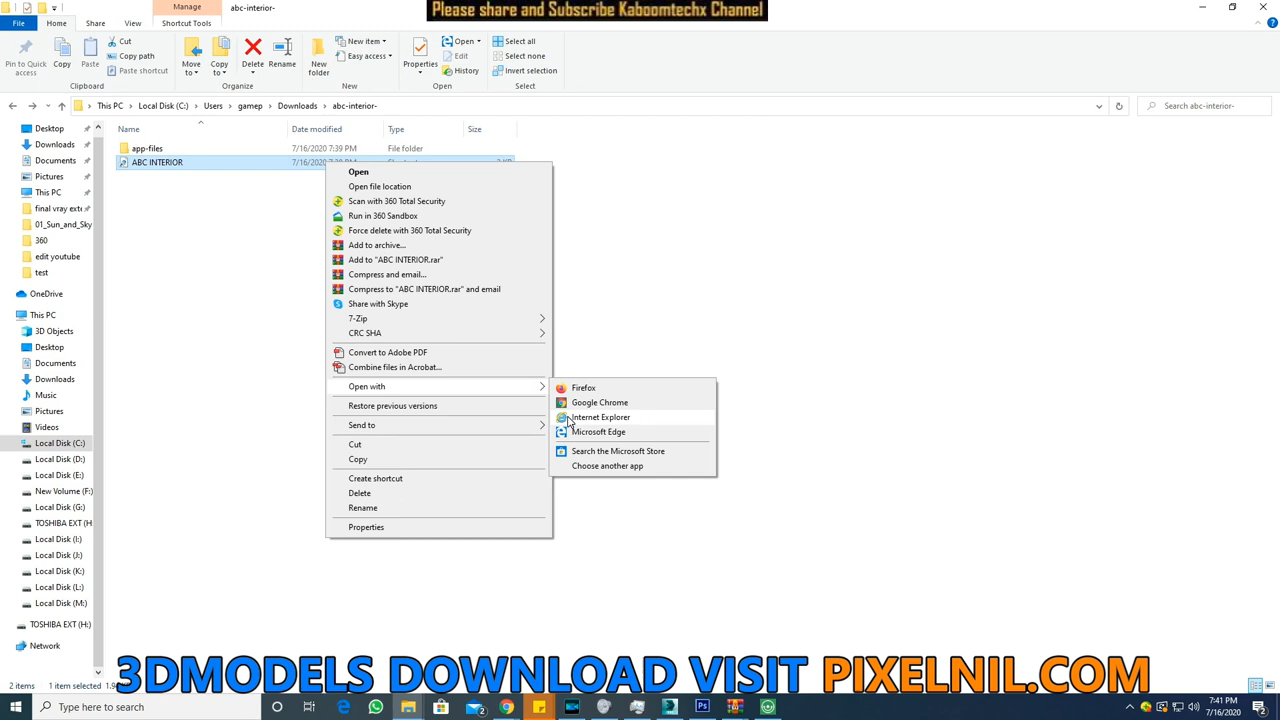 Please share and Subscribe Kaboomtechx Channel
Manage
abc-interior-
File
Home
Share
View
Shortcut Tools
Pin to Quick access
Copy
Paste
Cut
Copy path
Paste shortcut
Clipboard
Move to
Copy to
Delete
Rename
Organize
New folder
New item
Easy access
New
Properties
Open
Edit
History
Open
Select all
Select none
Invert selection
Select
This PC
Local Disk (C:)
Users
gamep
Downloads
abc-interior-
Search abc-interior-
Name
Date modified
Type
Size
app-files
7/16/2020 7:39 PM
File folder
ABC INTERIOR
Desktop
Downloads
Documents
Pictures
This PC
final vray exte
01_Sun_and_Sky
360
edit youtube
test
OneDrive
This PC
3D Objects
Desktop
Documents
Downloads
Music
Pictures
Videos
Local Disk (C:)
Local Disk (D:)
Local Disk (E:)
New Volume (F:)
Local Disk (G:)
TOSHIBA EXT (H
Local Disk (I:)
Local Disk (J:)
Local Disk (K:)
Local Disk (L:)
Local Disk (M:)
TOSHIBA EXT (H:)
Network
Open
Open file location
Scan with 360 Total Security
Run in 360 Sandbox
Force delete with 360 Total Security
Add to archive...
Add to "ABC INTERIOR.rar"
Compress and email...
Compress to "ABC INTERIOR.rar" and email
Share with Skype
7-Zip
CRC SHA
Convert to Adobe PDF
Combine files in Acrobat...
Open with
Restore previous versions
Send to
Cut
Copy
Create shortcut
Delete
Rename
Properties
Firefox
Google Chrome
Internet Explorer
Microsoft Edge
Search the Microsoft Store
Choose another app
3DMODELS DOWNLOAD VISIT PIXELNIL.COM
2 items
1 item selected
Type here to search
7:41 PM
7/16/2020